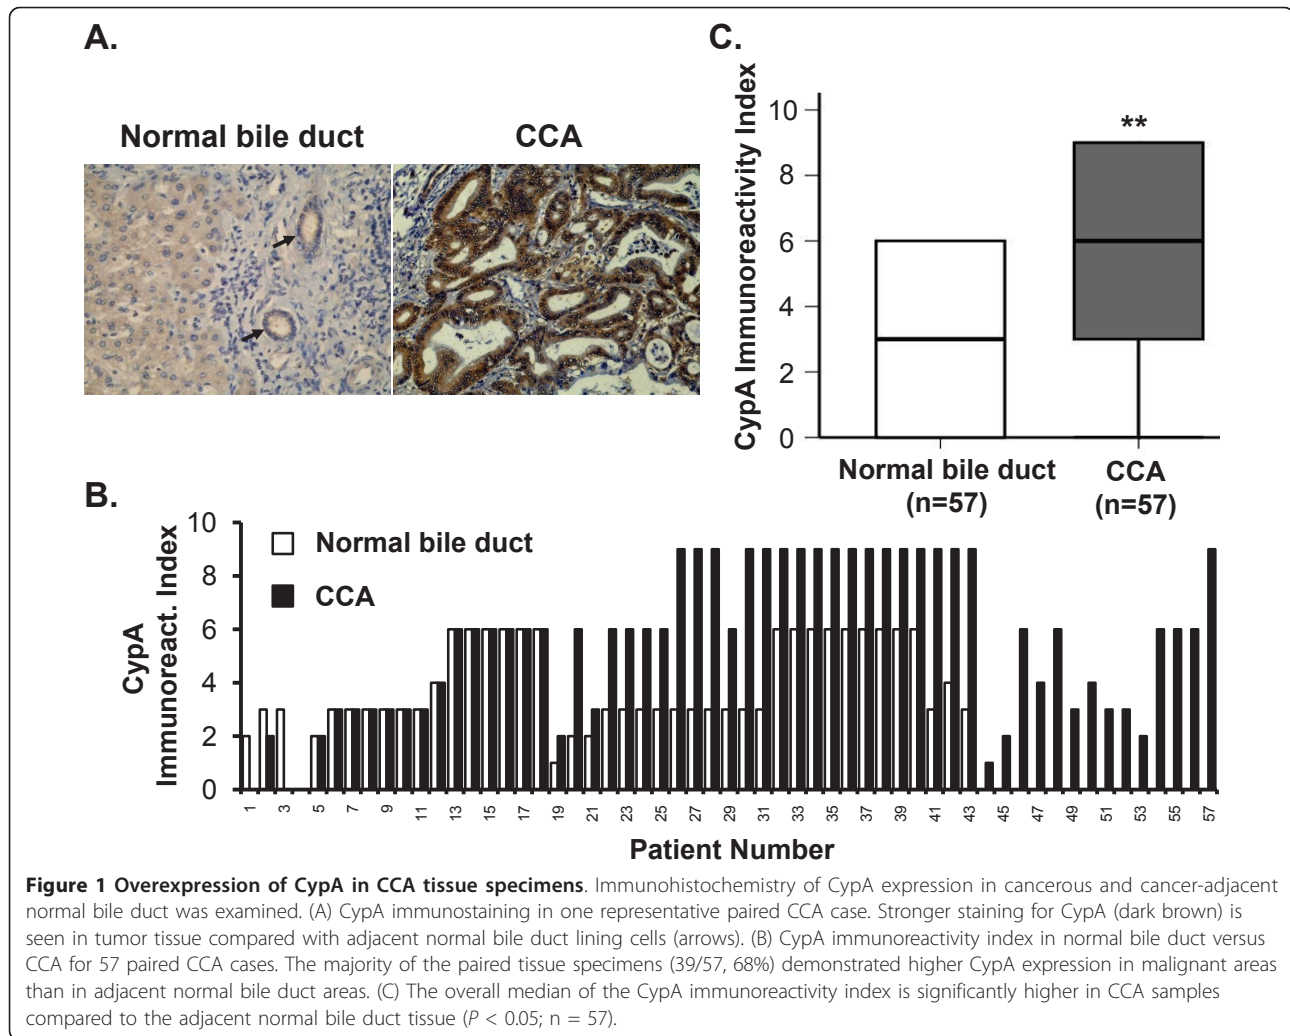 A.
Normal bile duct
CCA
C.
CypA Immunoreactivity Index
10
8
6
4
2
0
**
Normal bile duct
(n=57)
CCA
(n=57)
B.
CypA
Immunoreact. Index
10
8
6
4
2
0
Normal bile duct
CCA
1 3 5 7 9 11 13 15 17 19 21 23 25 27 29 31 33 35 37 39 41 43 45 47 49 51 53 55 57
Patient Number
Figure 1 Overexpression of CypA in CCA tissue specimens. Immunohistochemistry of CypA expression in cancerous and cancer-adjacent
normal bile duct was examined. (A) CypA immunostaining in one representative paired CCA case. Stronger staining for CypA (dark brown) is
seen in tumor tissue compared with adjacent normal bile duct lining cells (arrows). (B) CypA immunoreactivity index in normal bile duct versus
CCA for 57 paired CCA cases. The majority of the paired tissue specimens (39/57, 68%) demonstrated higher CypA expression in malignant areas
than in adjacent normal bile duct areas. (C) The overall median of the CypA immunoreactivity index is significantly higher in CCA samples
compared to the adjacent normal bile duct tissue (P < 0.05; n = 57).